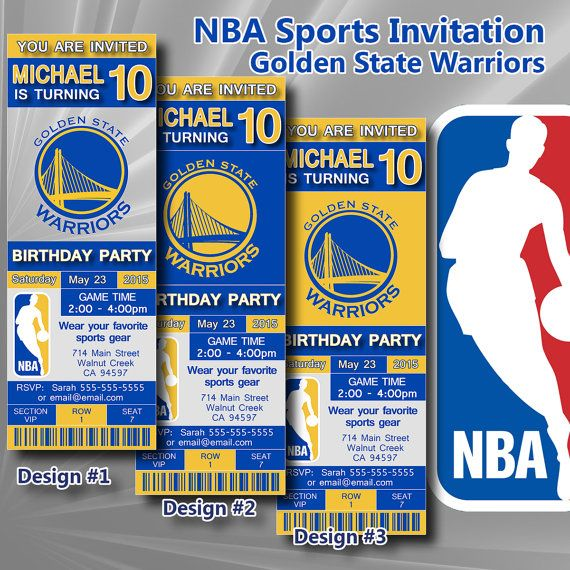 NBA Sports Invitation
Golden State Warriors
YOU ARE INVITED
MICHAEL 10
IS TURNING
GOLDEN STATE
WARRIORS
BIRTHDAY PARTY
Saturday May 23 2015
GAME TIME
2:00 - 4:00pm
Wear your favorite
sports gear
714 Main Street
Walnut Creek
CA 94597
NBA
RSVP: Sarah 555-555-5555
or email@email.com
SECTION ROW SEAT
VIP 1 7
Design #1
YOU ARE INVITED
MICHAEL 10
IS TURNING
GOLDEN STATE
WARRIORS
BIRTHDAY PARTY
Saturday May 23 2015
GAME TIME
2:00 - 4:00pm
Wear your favorite
sports gear
714 Main Street
Walnut Creek
CA 94597
NBA
RSVP: Sarah 555-555-5555
or email@email.com
SECTION ROW SEAT
VIP 1 7
Design #2
YOU ARE INVITED
MICHAEL 10
IS TURNING
GOLDEN STATE
WARRIORS
BIRTHDAY PARTY
Saturday May 23 2015
GAME TIME
2:00 - 4:00pm
Wear your favorite
sports gear
714 Main Street
Walnut Creek
CA 94597
NBA
RSVP: Sarah 555-555-5555
or email@email.com
SECTION ROW SEAT
VIP 1 7
Design #3
NBA